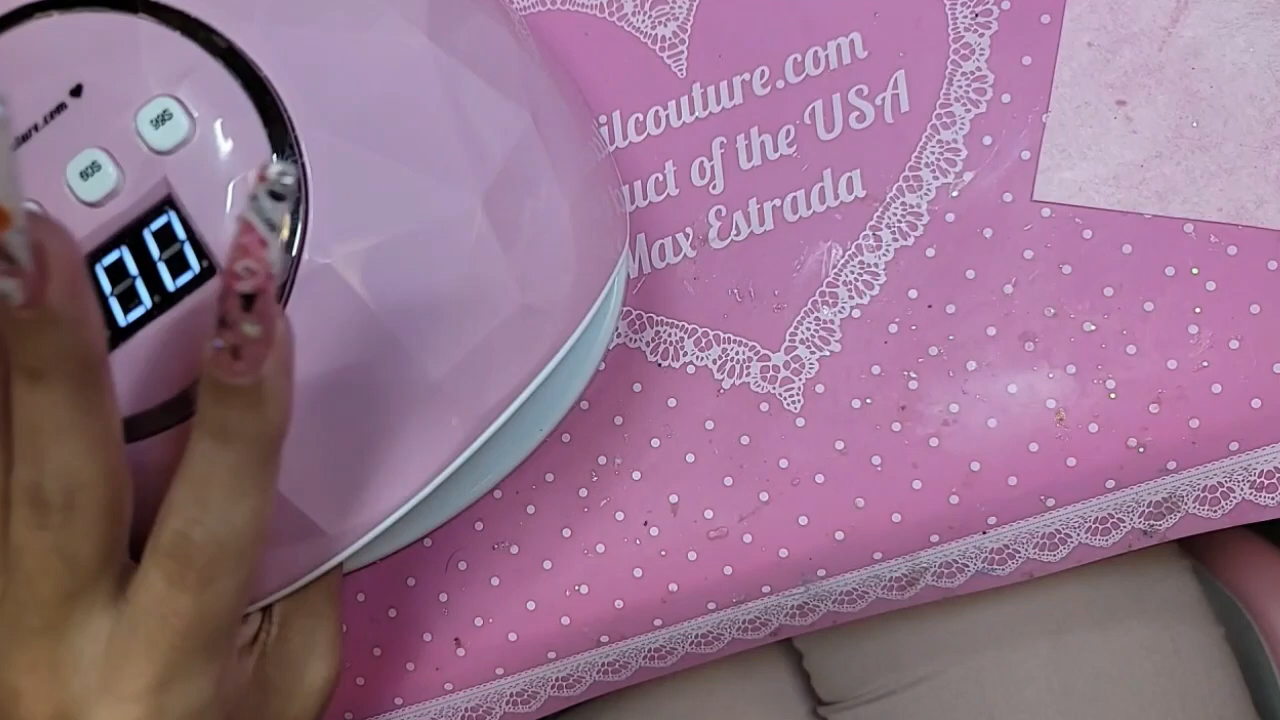 99S
60S
00
ilcouture.com
uct of the USA
Max Estrada